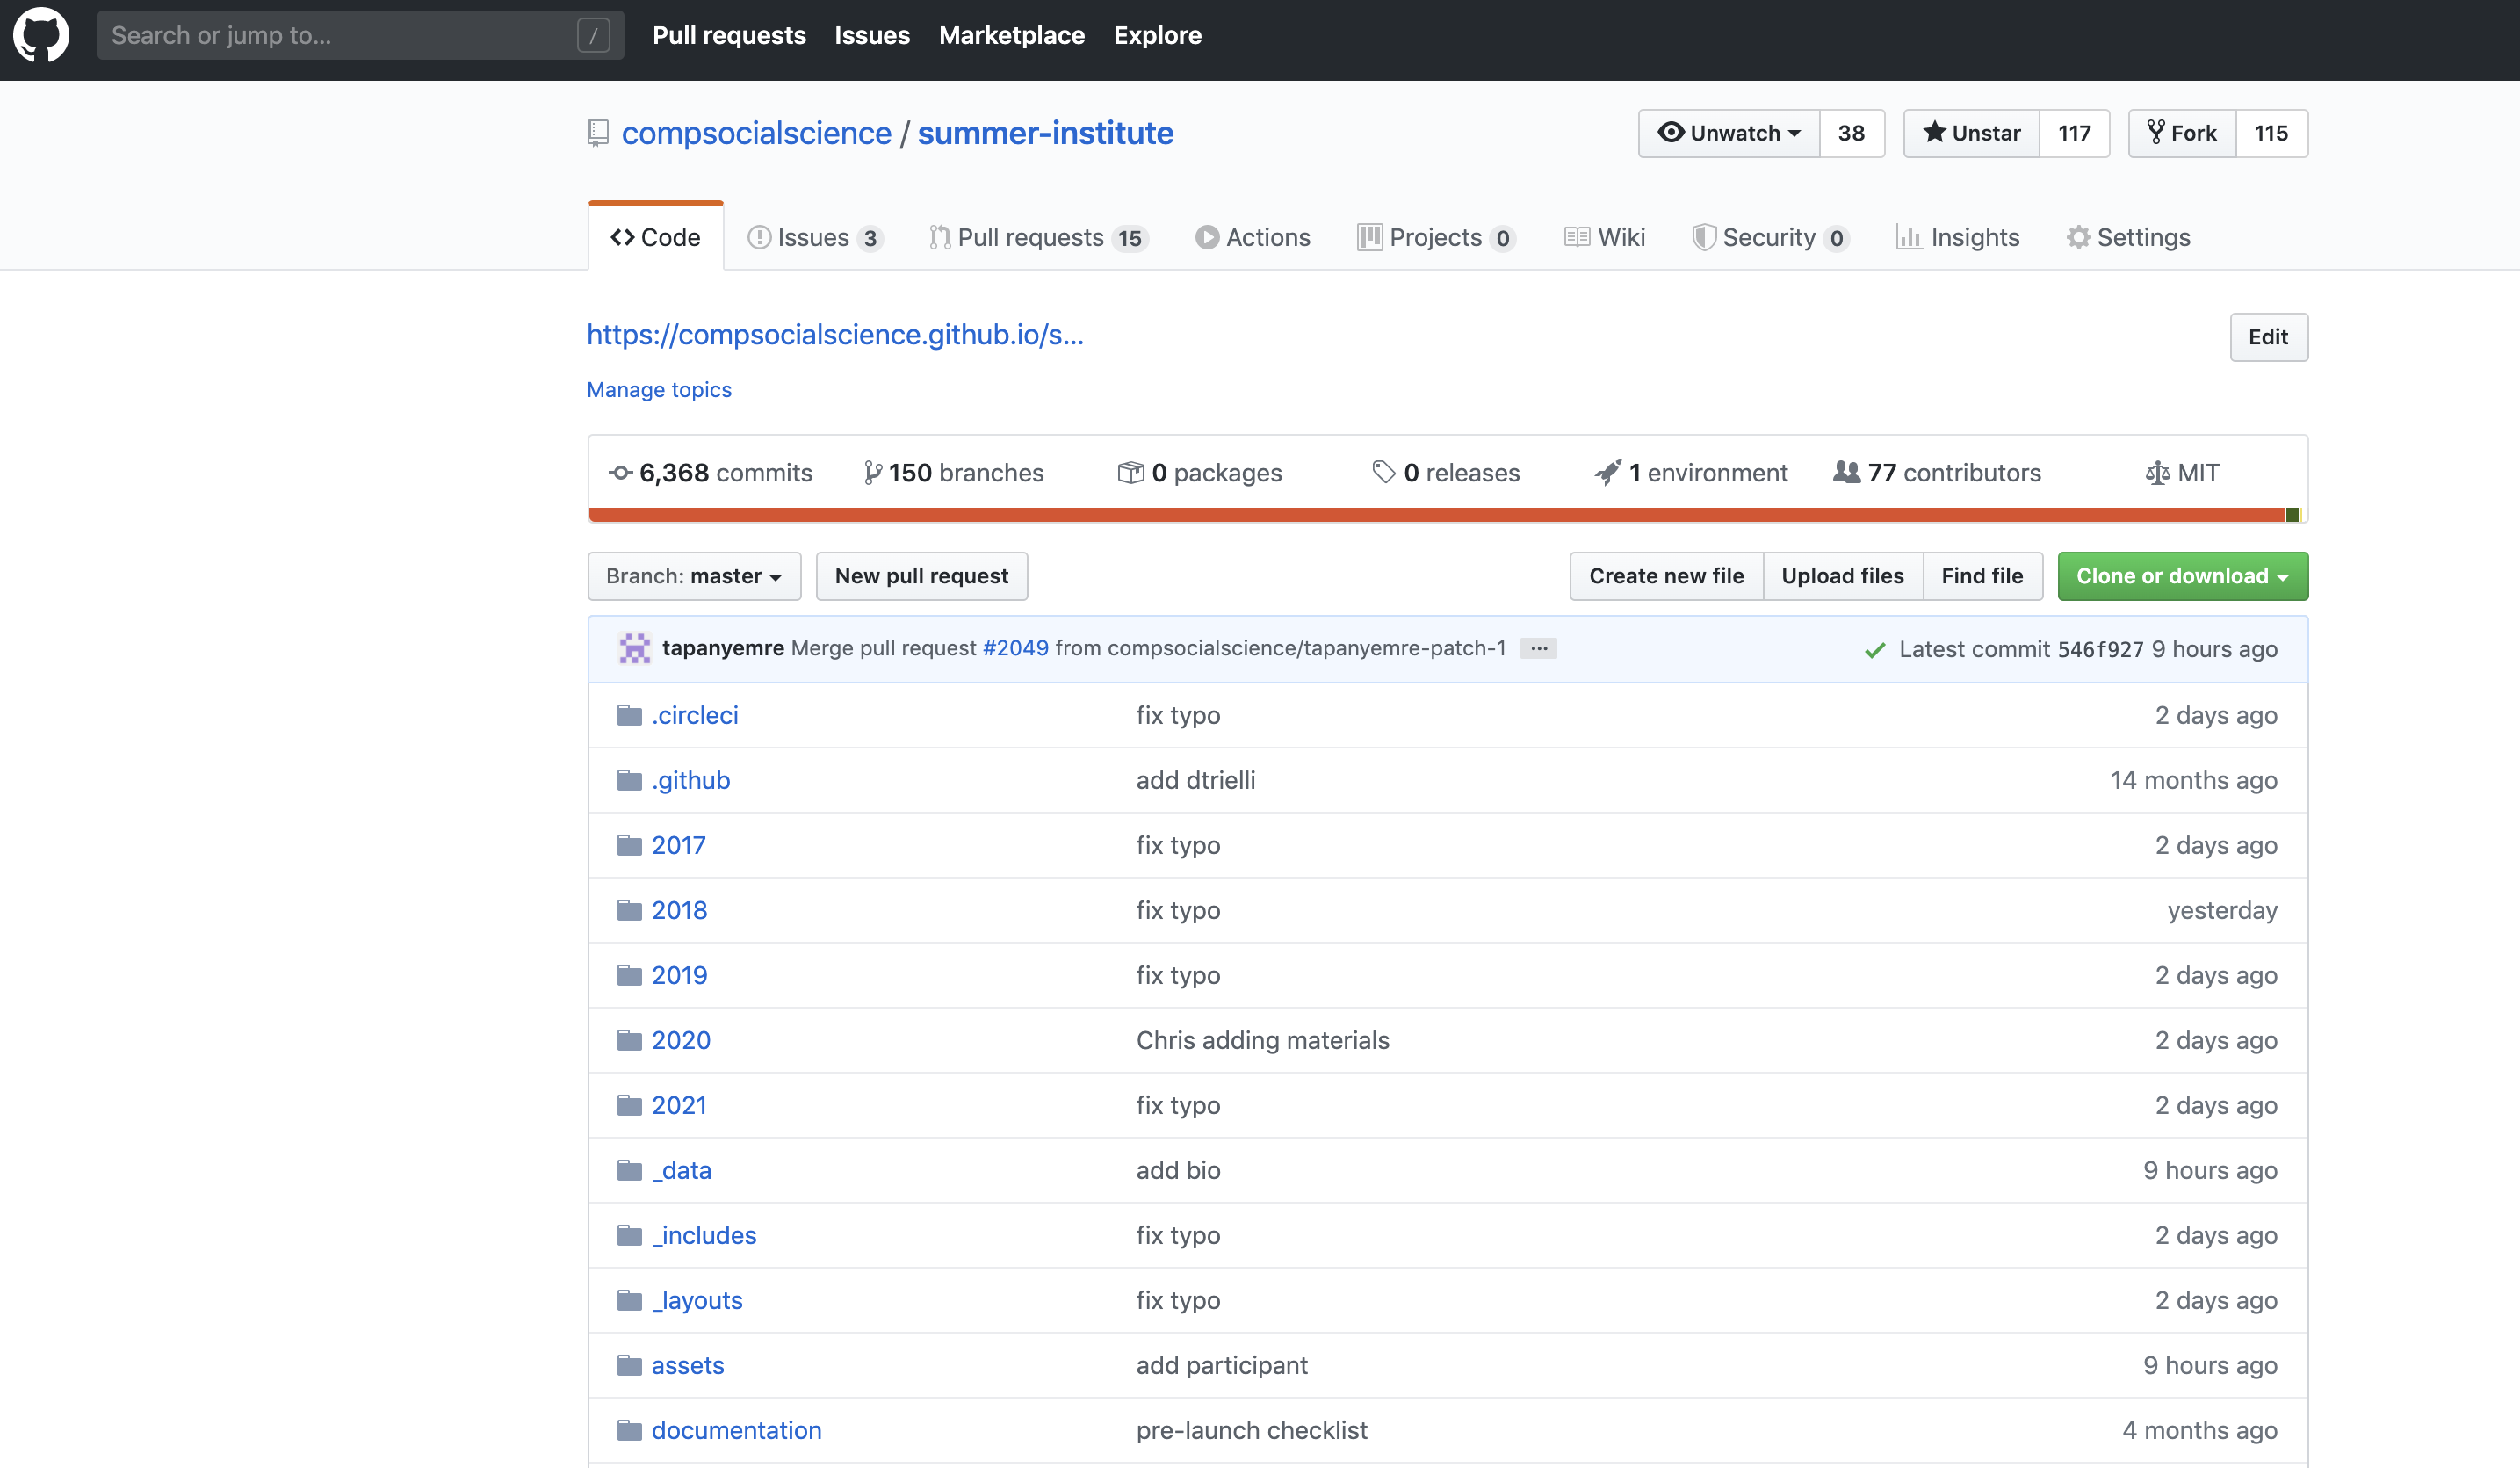 Search or jump to... /
Pull requests Issues Marketplace Explore
compsocialscience / summer-institute
Unwatch 38 Unstar 117 Fork 115
Code Issues 3 Pull requests 15 Actions Projects 0 Wiki Security 0 Insights Settings
https://compsocialscience.github.io/s...
Edit
Manage topics
6,368 commits 150 branches 0 packages 0 releases 1 environment 77 contributors MIT
Branch: master New pull request Create new file Upload files Find file Clone or download
tapanyemre Merge pull request #2049 from compsocialscience/tapanyemre-patch-1 ... Latest commit 546f927 9 hours ago
.circleci fix typo 2 days ago
.github add dtrielli 14 months ago
2017 fix typo 2 days ago
2018 fix typo yesterday
2019 fix typo 2 days ago
2020 Chris adding materials 2 days ago
2021 fix typo 2 days ago
_data add bio 9 hours ago
_includes fix typo 2 days ago
_layouts fix typo 2 days ago
assets add participant 9 hours ago
documentation pre-launch checklist 4 months ago